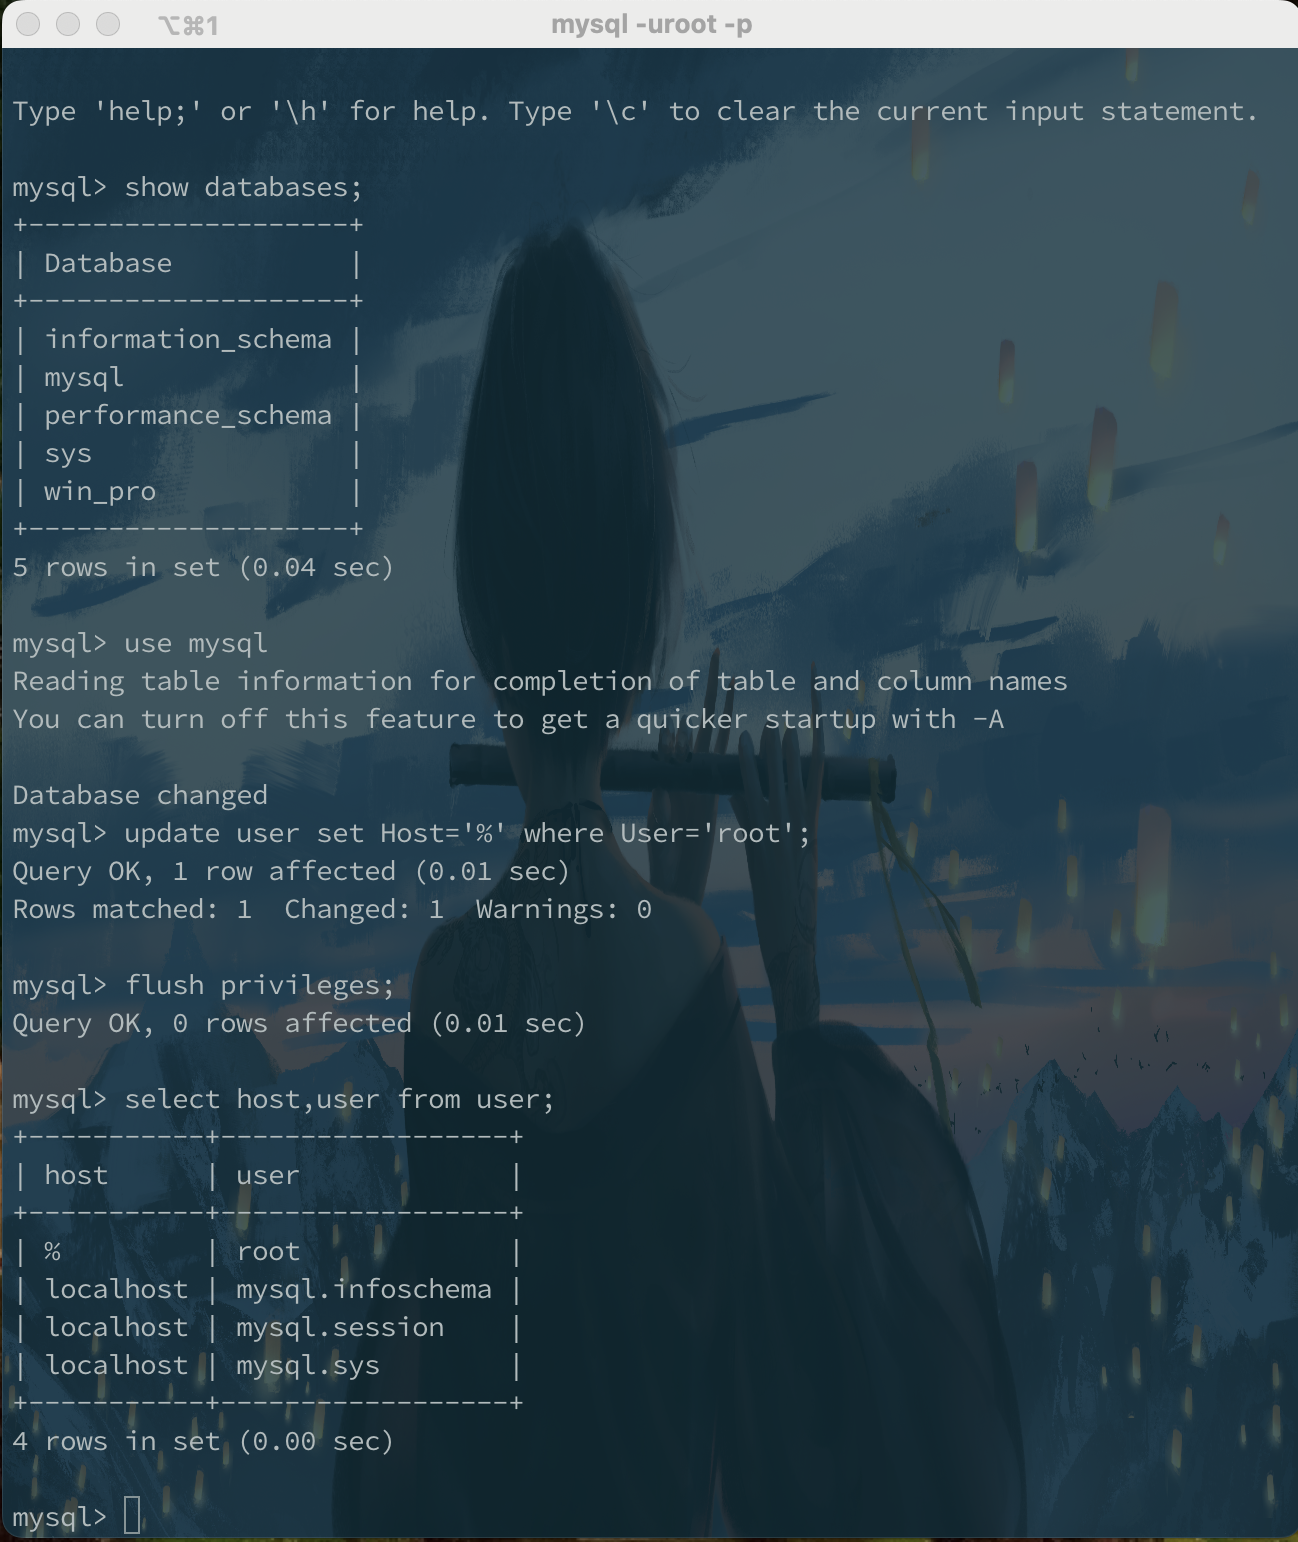 ⌥⌘1 mysql -uroot -p
Type 'help;' or '\h' for help. Type '\c' to clear the current input statement.
mysql> show databases;
+--------------------+
| Database           |
+--------------------+
| information_schema |
| mysql              |
| performance_schema |
| sys                |
| win_pro            |
+--------------------+
5 rows in set (0.04 sec)
mysql> use mysql
Reading table information for completion of table and column names
You can turn off this feature to get a quicker startup with -A
Database changed
mysql> update user set Host='%' where User='root';
Query OK, 1 row affected (0.01 sec)
Rows matched: 1  Changed: 1  Warnings: 0
mysql> flush privileges;
Query OK, 0 rows affected (0.01 sec)
mysql> select host,user from user;
+-----------+------------------+
| host      | user             |
+-----------+------------------+
| %         | root             |
| localhost | mysql.infoschema |
| localhost | mysql.session    |
| localhost | mysql.sys        |
+-----------+------------------+
4 rows in set (0.00 sec)
mysql>